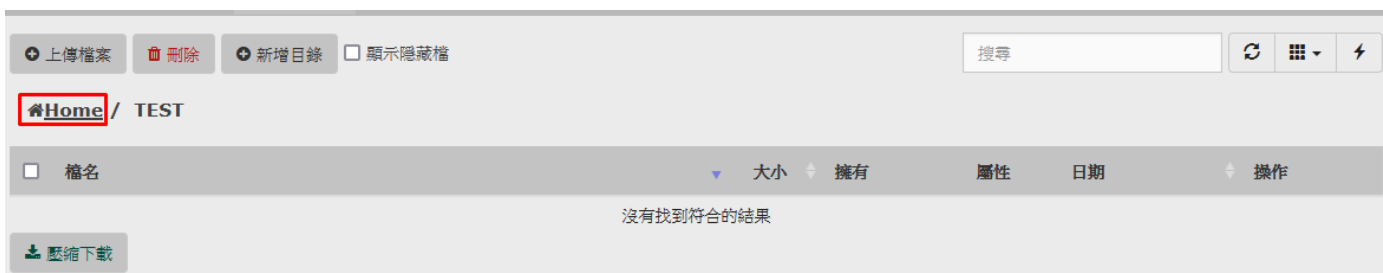 上傳檔案 刪除 新增目錄 顯示隱藏檔 搜尋
Home / TEST
檔名 大小 擁有 屬性 日期 操作
沒有找到符合的結果
壓縮下載